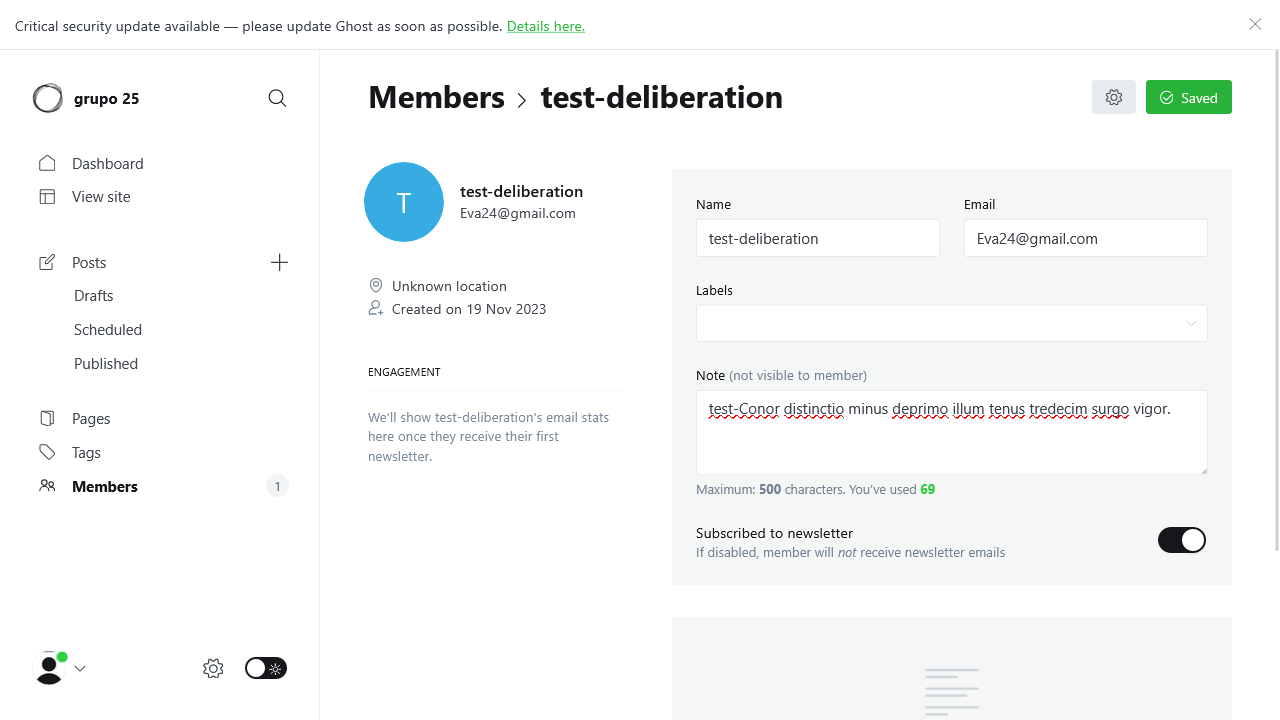 Critical security update available — please update Ghost as soon as possible. Details here.
grupo 25
Dashboard
View site
Posts
Drafts
Scheduled
Published
Pages
Tags
Members 1
Members test-deliberation
Saved
T
test-deliberation
Eva24@gmail.com
Unknown location
Created on 19 Nov 2023
ENGAGEMENT
We'll show test-deliberation's email stats
here once they receive their first
newsletter.
Name
test-deliberation
Email
Eva24@gmail.com
Labels
Note (not visible to member)
test-Conor distinctio minus deprimo illum tenus tredecim surgo vigor.
Maximum: 500 characters. You've used 69
Subscribed to newsletter
If disabled, member will not receive newsletter emails